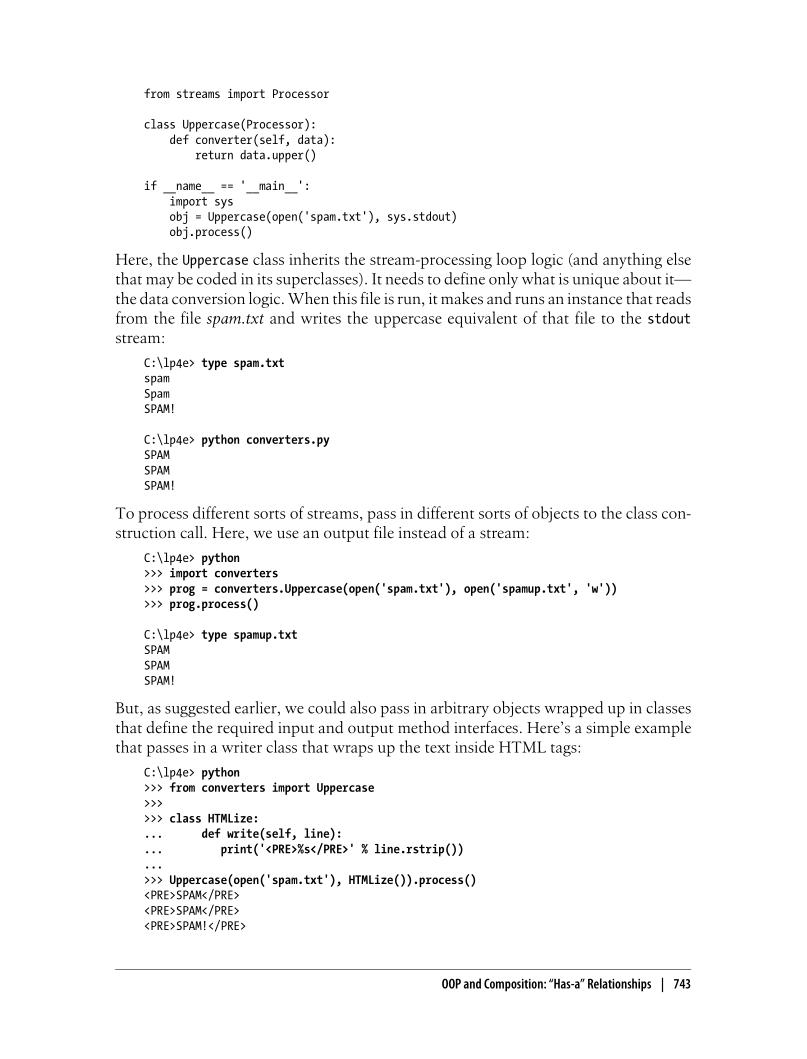 from streams import Processor
class Uppercase(Processor):
    def converter(self, data):
        return data.upper()
if __name__ == '__main__':
    import sys
    obj = Uppercase(open('spam.txt'), sys.stdout)
    obj.process()
Here, the Uppercase class inherits the stream-processing loop logic (and anything else
that may be coded in its superclasses). It needs to define only what is unique about it—
the data conversion logic. When this file is run, it makes and runs an instance that reads
from the file spam.txt and writes the uppercase equivalent of that file to the stdout
stream:
C:\lp4e> type spam.txt
spam
Spam
SPAM!
C:\lp4e> python converters.py
SPAM
SPAM
SPAM!
To process different sorts of streams, pass in different sorts of objects to the class con-
struction call. Here, we use an output file instead of a stream:
C:\lp4e> python
>>> import converters
>>> prog = converters.Uppercase(open('spam.txt'), open('spamup.txt', 'w'))
>>> prog.process()
C:\lp4e> type spamup.txt
SPAM
SPAM
SPAM!
But, as suggested earlier, we could also pass in arbitrary objects wrapped up in classes
that define the required input and output method interfaces. Here's a simple example
that passes in a writer class that wraps up the text inside HTML tags:
C:\lp4e> python
>>> from converters import Uppercase
>>>
>>> class HTMLize:
...      def write(self, line):
...         print('<PRE>%s</PRE>' % line.rstrip())
...
>>> Uppercase(open('spam.txt'), HTMLize()).process()
<PRE>SPAM</PRE>
<PRE>SPAM</PRE>
<PRE>SPAM!</PRE>
OOP and Composition: "Has-a" Relationships | 743